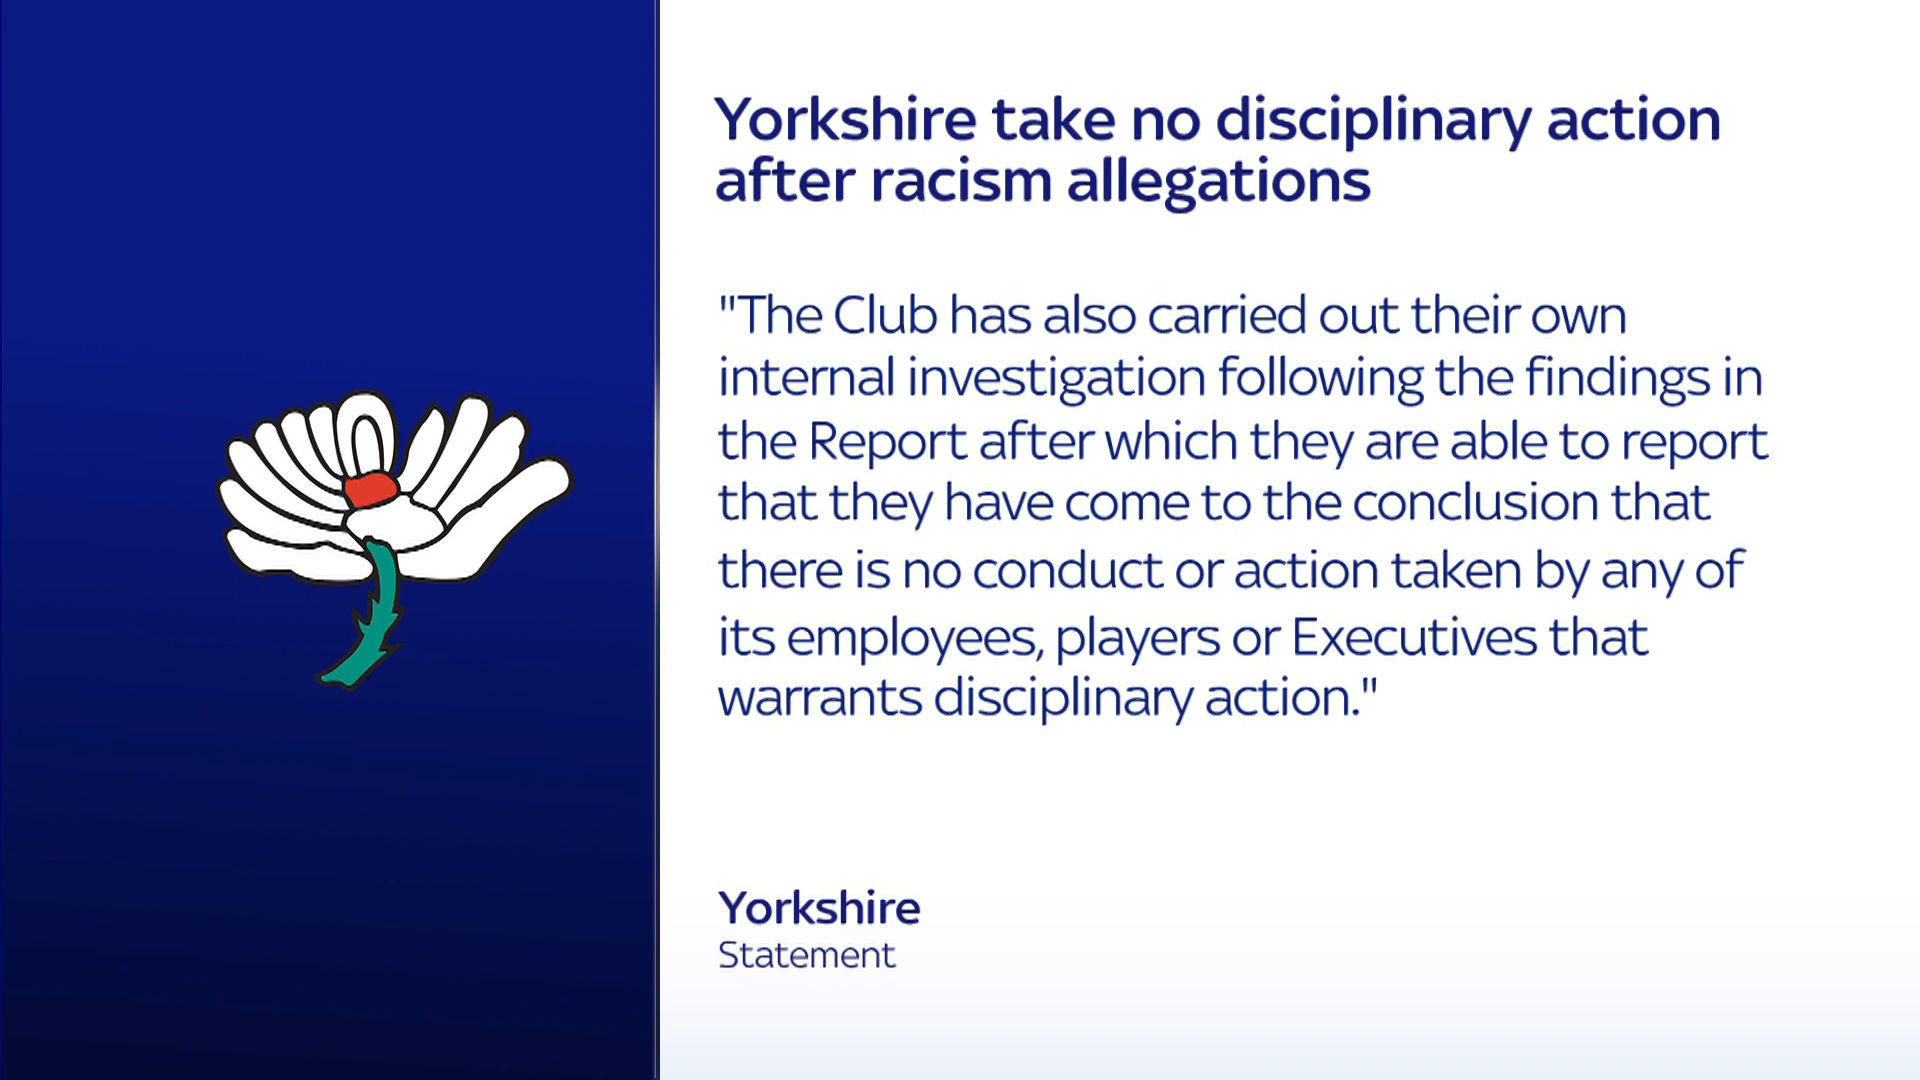 Yorkshire take no disciplinary action
after racism allegations
"The Club has also carried out their own
internal investigation following the findings in
the Report after which they are able to report
that they have come to the conclusion that
there is no conduct or action taken by any of
its employees, players or Executives that
warrants disciplinary action."
Yorkshire
Statement